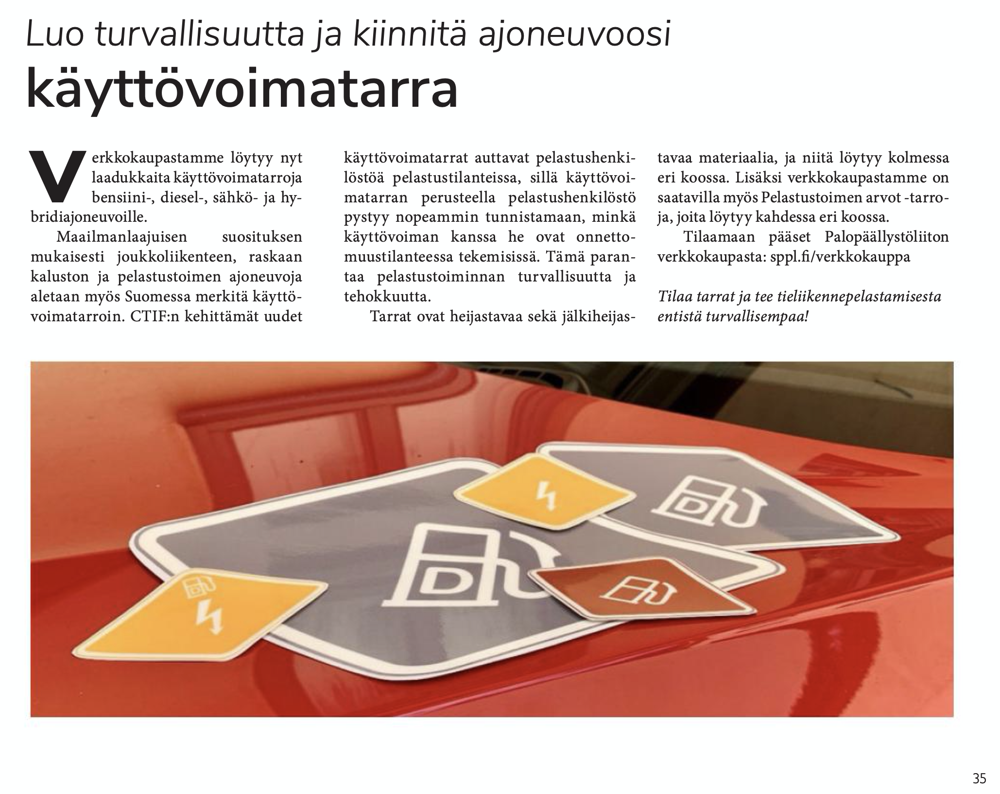 Luo turvallisuutta ja kiinnitä ajoneuvoosi
käyttövoimatarra
Verkkokaupastamme löytyy nyt
laadukkaita käyttövoimatarroja
bensiini-, diesel-, sähkö- ja hy-
bridiajoneuvoille.
Maailmanlaajuisen suosituksen
mukaisesti joukkoliikenteen, raskaan
kaluston ja pelastustoimen ajoneuvoja
aletaan myös Suomessa merkitä käyttö-
voimatarroin. CTIF:n kehittämät uudet
käyttövoimatarrat auttavat pelastushenki-
löstöä pelastustilanteissa, sillä käyttövoi-
matarran perusteella pelastushenkilöstö
pystyy nopeammin tunnistamaan, minkä
käyttövoiman kanssa he ovat onnetto-
muustilanteessa tekemisissä. Tämä paran-
taa pelastustoiminnan turvallisuutta ja
tehokkuutta.
Tarrat ovat heijastavaa sekä jälkiheijas-
tavaa materiaalia, ja niitä löytyy kolmessa
eri koossa. Lisäksi verkkokaupastamme on
saatavilla myös Pelastustoimen arvot -tarro-
ja, joita löytyy kahdessa eri koossa.
Tilaamaan pääset Palopäällystöliiton
verkkokaupasta: sppl.fi/verkkokauppa
Tilaa tarrat ja tee tieliikennepelastamisesta
entistä turvallisempaa!
D
D
D
35